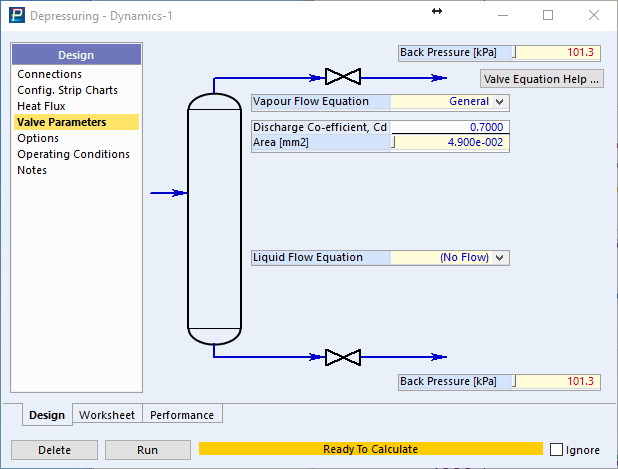 Depressuring - Dynamics-1
Design
Connections
Config. Strip Charts
Heat Flux
Valve Parameters
Options
Operating Conditions
Notes
Back Pressure [kPa] 101.3
Valve Equation Help ...
Vapour Flow Equation General
Discharge Co-efficient, Cd 0.7000
Area [mm2] 4.900e-002
Liquid Flow Equation (No Flow)
Back Pressure [kPa] 101.3
Design Worksheet Performance
Delete Run Ready To Calculate Ignore